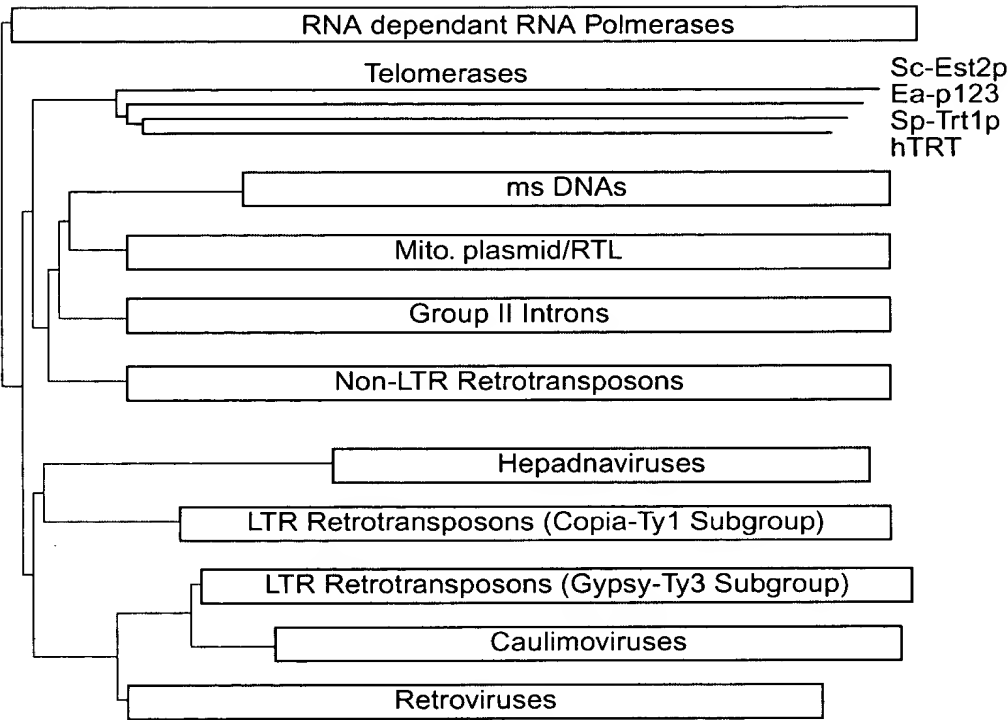 RNA dependant RNA Polmerases
Telomerases
Sc-Est2p
Ea-p123
Sp-Trt1p
hTRT
ms DNAs
Mito. plasmid/RTL
Group II Introns
Non-LTR Retrotransposons
Hepadnaviruses
LTR Retrotransposons (Copia-Ty1 Subgroup)
LTR Retrotransposons (Gypsy-Ty3 Subgroup)
Caulimoviruses
Retroviruses